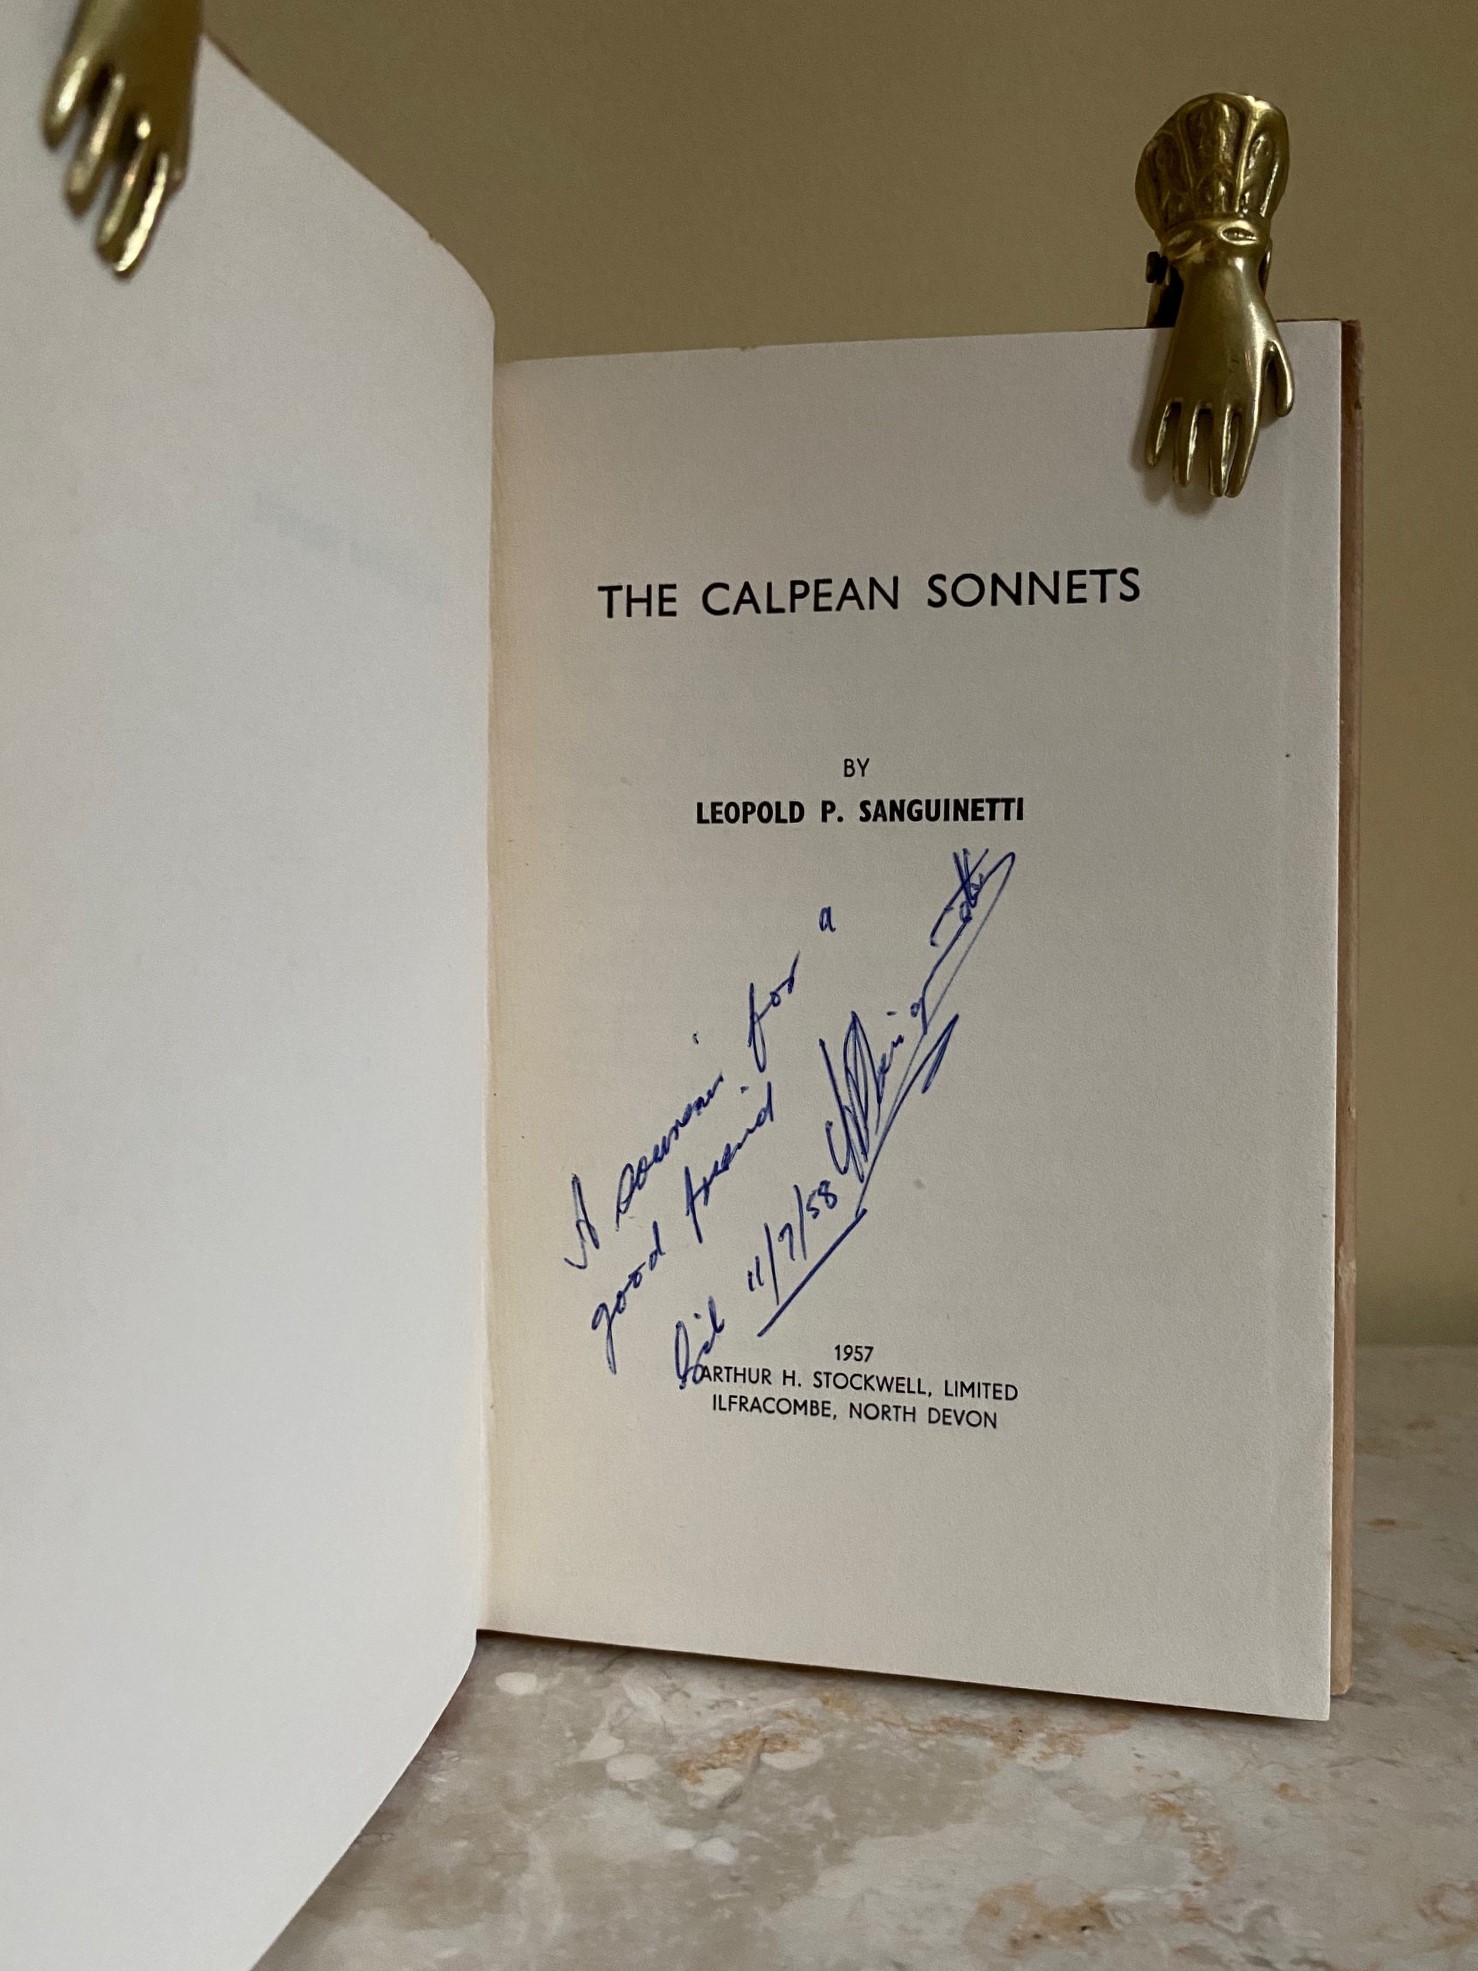 THE CALPEAN SONNETS
BY
LEOPOLD P. SANGUINETTI
A souvenir for a
good freind
Gib 11/7/58
1957
ARTHUR H. STOCKWELL, LIMITED
ILFRACOMBE, NORTH DEVON